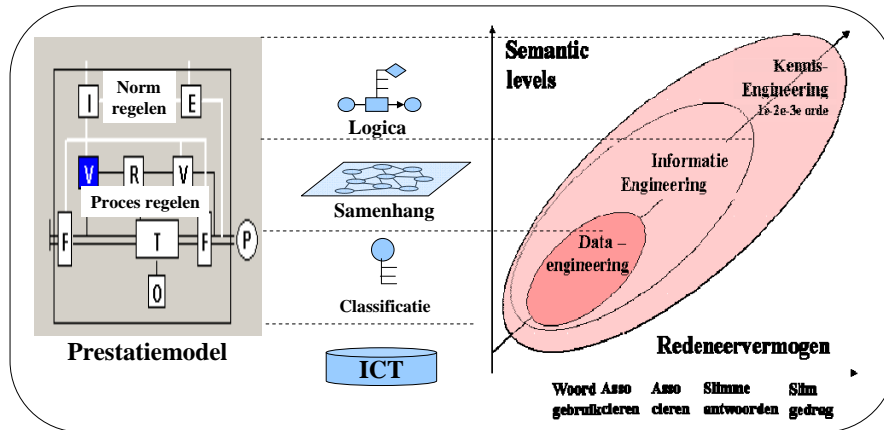 Norm
regelen
I
E
V
R
V
Proces regelen
F
T
F
P
O
Prestatiemodel
Logica
Samenhang
Classificatie
ICT
Semantic
levels
Kennis-
Engineering
1e-2e-3e orde
Informatie
Engineering
Data –
engineering
Redeneervermogen
Woord Asso Asso Slimme Slim
gebruik cieren cieren antwoorden gedrag